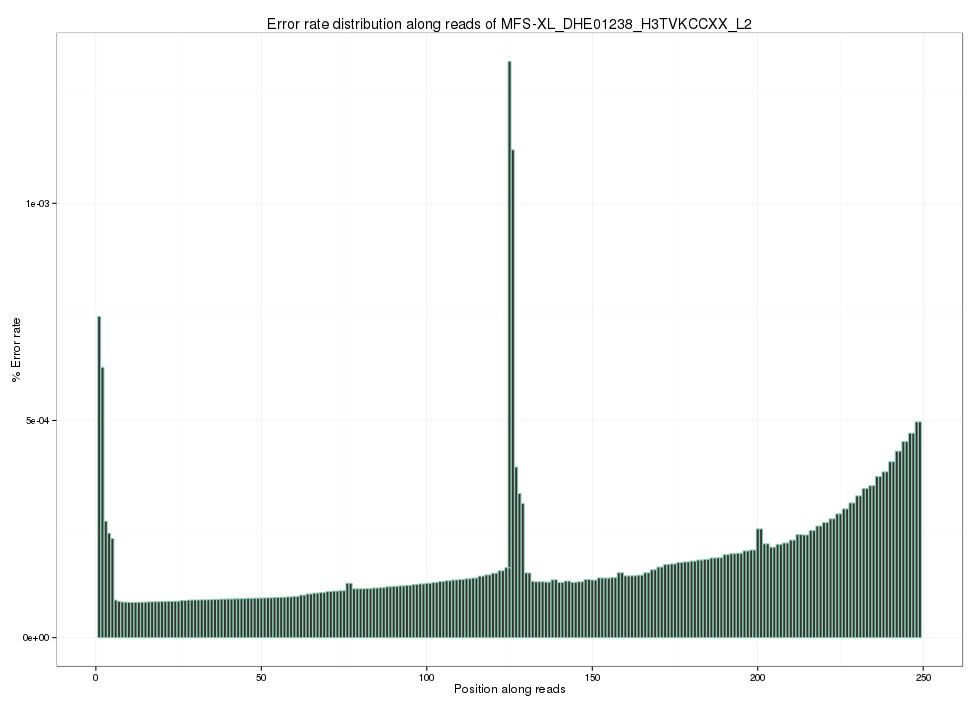 Error rate distribution along reads of MFS-XL_DHE01238_H3TVKCCXX_L2
% Error rate
1e-03
5e-04
0e+00
0 50 100 150 200 250
Position along reads